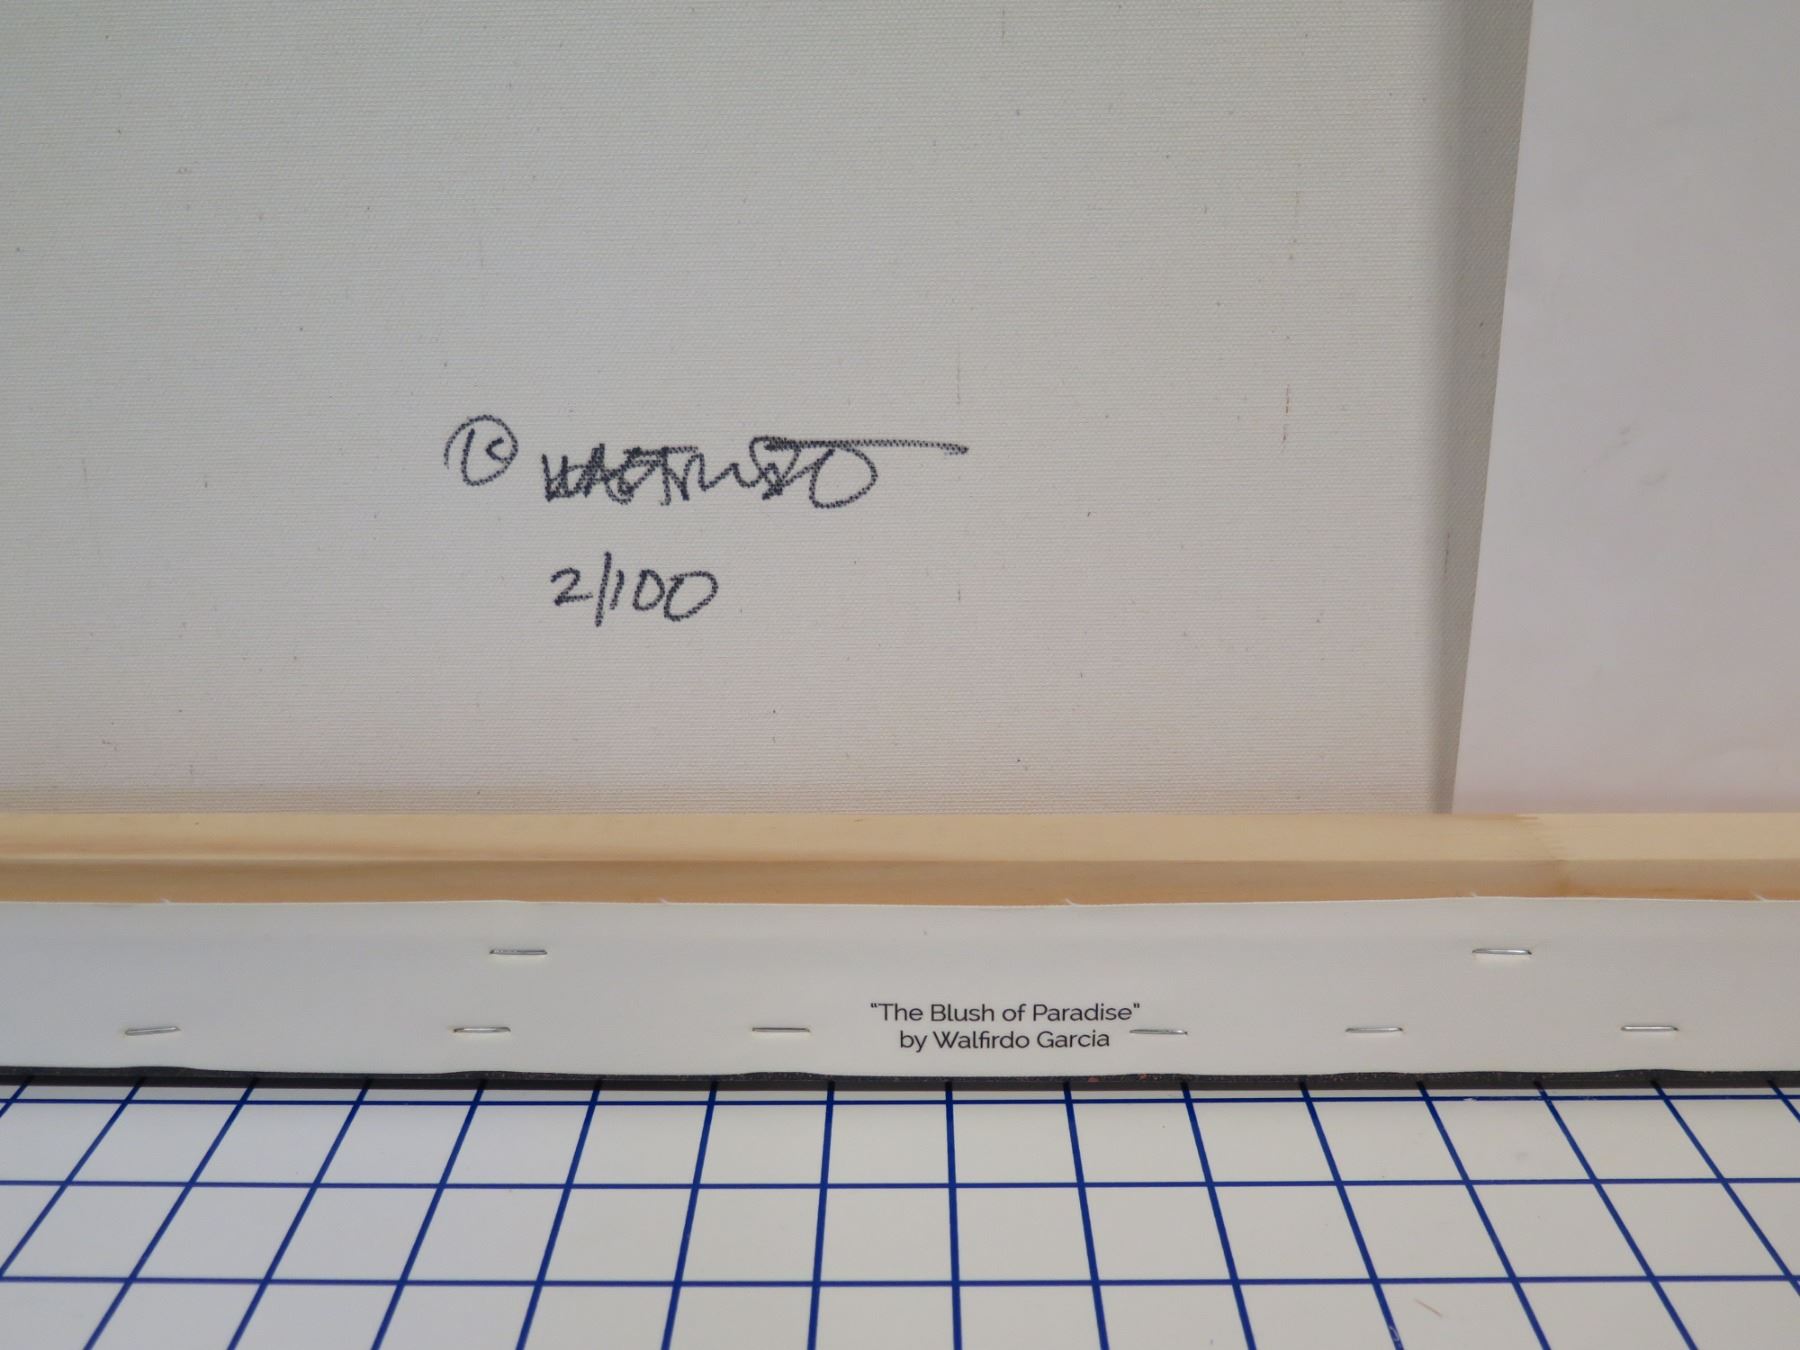 2/100
"The Blush of Paradise"
by Walfirdo Garcia